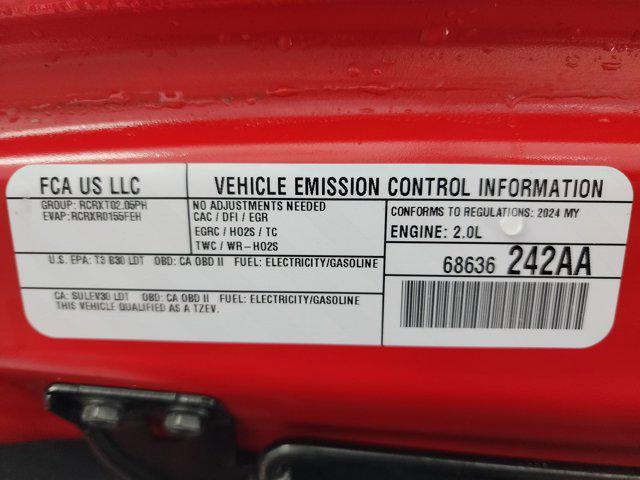 FCA US LLC
VEHICLE EMISSION CONTROL INFORMATION
GROUP: RCRXT02.05PH
EVAP: RCRXR0155FEH
NO ADJUSTMENTS NEEDED
CAC / DFI / EGR
EGRC / HO2S / TC
TWC / WR-HO2S
CONFORMS TO REGULATIONS: 2024 MY
ENGINE: 2.0L
U.S. EPA: T3 B30 LDT OBD: CA OBD II FUEL: ELECTRICITY/GASOLINE
68636 242AA
CA: SULEV30 LDT OBD: CA OBD II FUEL: ELECTRICITY/GASOLINE
THIS VEHICLE QUALIFIED AS A TZEV.